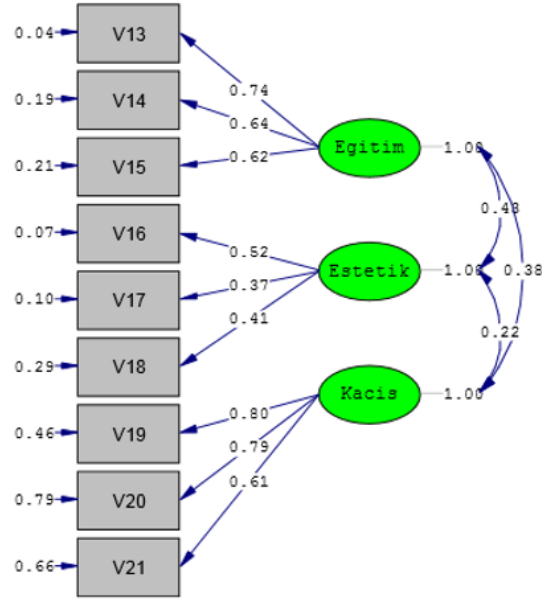 0.04 V13
0.74
0.19 V14
0.64
Egitim 1.00
0.21 V15
0.62
0.07 V16
0.48
0.52
Estetik 1.00
0.38
0.10 V17
0.37
0.41
0.22
0.29 V18
Kacis 1.00
0.46 V19
0.80
0.79
0.61
0.79 V20
0.66 V21